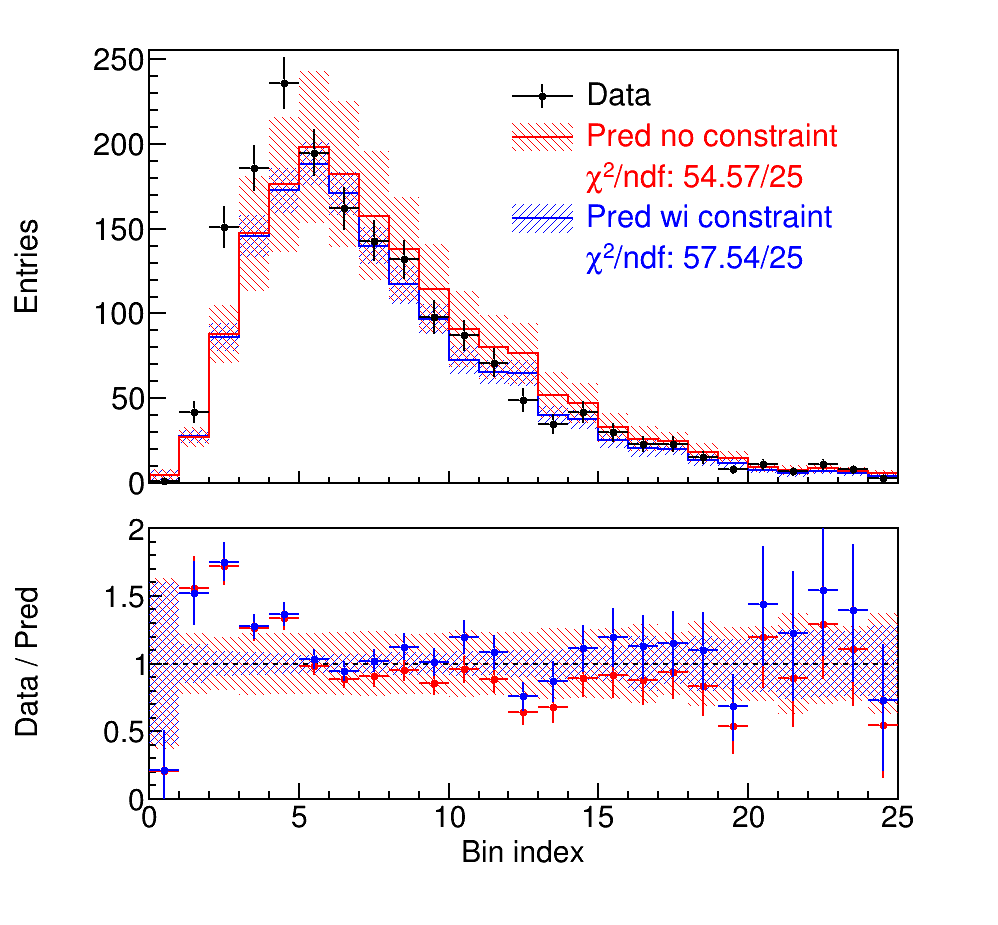 Entries
250
200
150
100
50
0
Data
Pred no constraint
χ²/ndf: 54.57/25
Pred wi constraint
χ²/ndf: 57.54/25
Data / Pred
2
1.5
1
0.5
0
0 5 10 15 20 25
Bin index